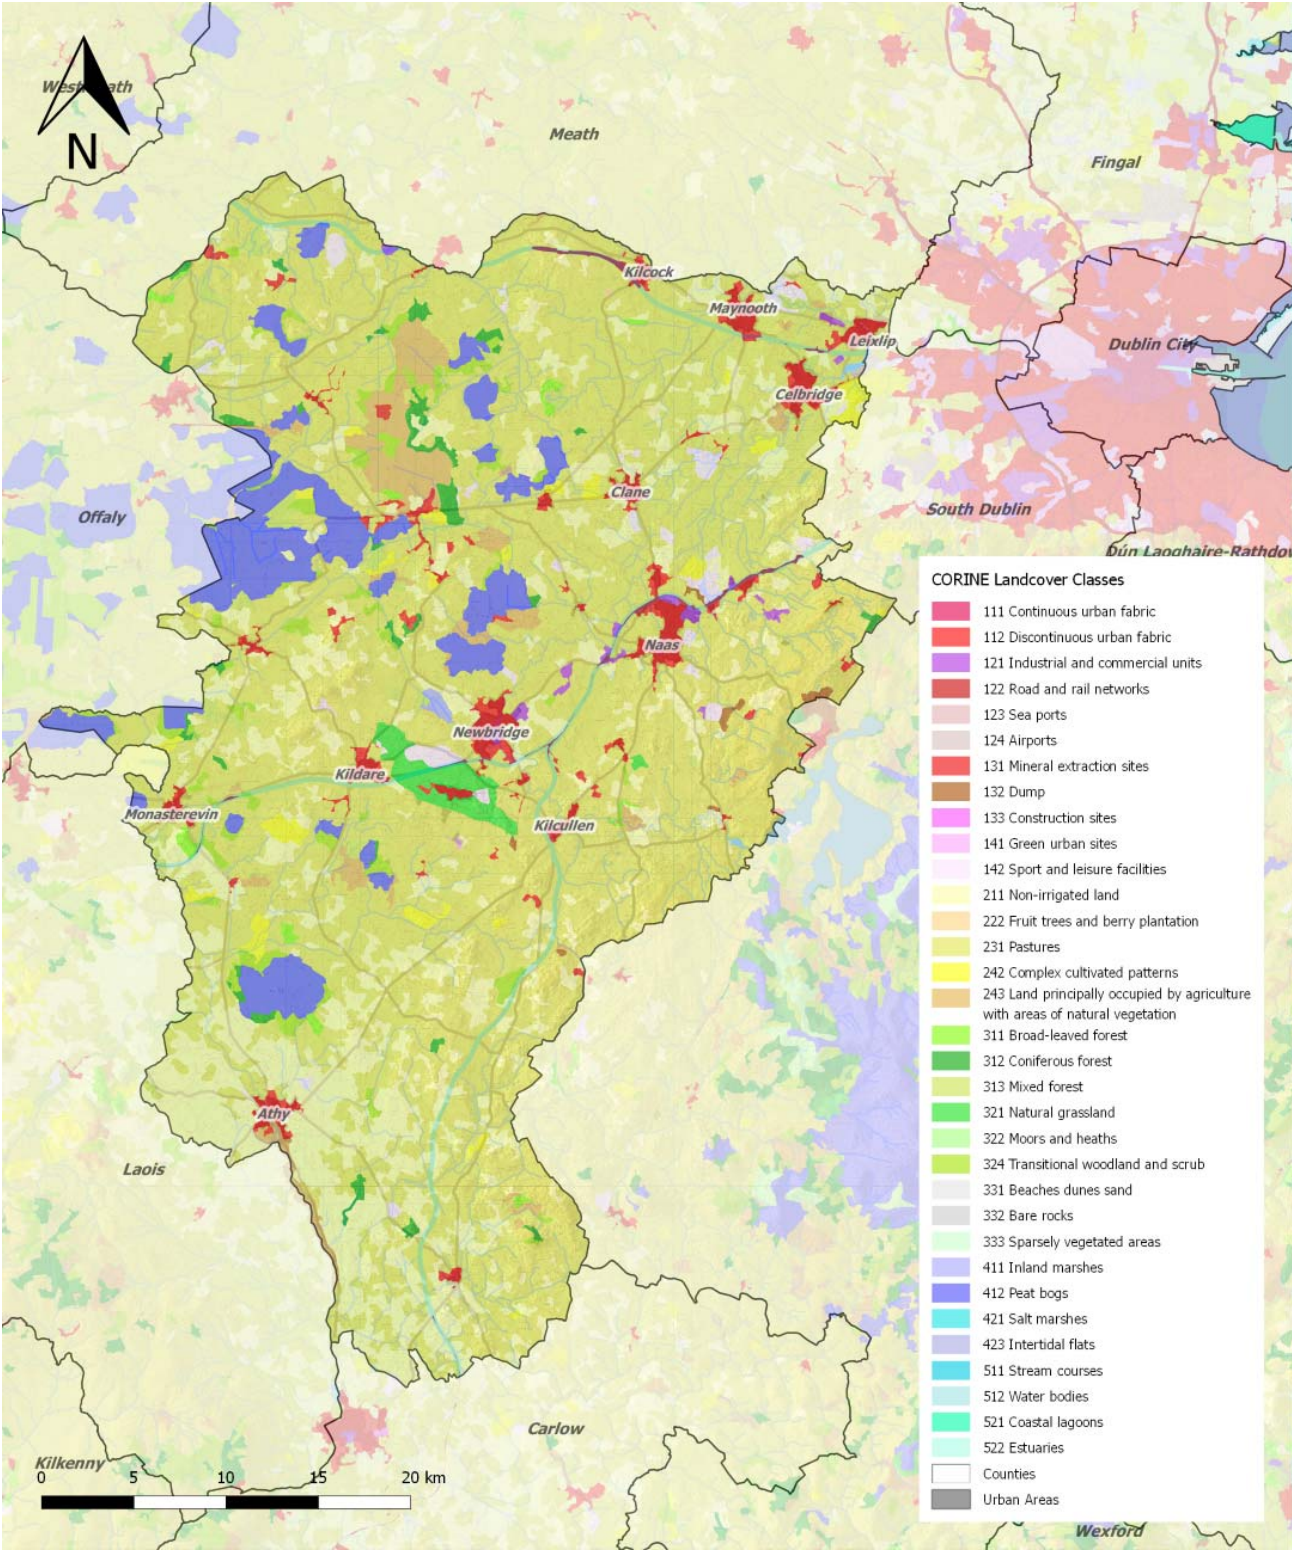 Westmeath
N
Meath
Fingal
Kilcock
Maynooth
Leixlip
Dublin City
Celbridge
Clane
Offaly
South Dublin
Dún Laoghaire-Rathdow
Naas
Newbridge
Kildare
Monasterevin
Kilcullen
Athy
Laois
Carlow
Kilkenny
Wexford
0 5 10 15 20 km
CORINE Landcover Classes
111 Continuous urban fabric
112 Discontinuous urban fabric
121 Industrial and commercial units
122 Road and rail networks
123 Sea ports
124 Airports
131 Mineral extraction sites
132 Dump
133 Construction sites
141 Green urban sites
142 Sport and leisure facilities
211 Non-irrigated land
222 Fruit trees and berry plantation
231 Pastures
242 Complex cultivated patterns
243 Land principally occupied by agriculture
with areas of natural vegetation
311 Broad-leaved forest
312 Coniferous forest
313 Mixed forest
321 Natural grassland
322 Moors and heaths
324 Transitional woodland and scrub
331 Beaches dunes sand
332 Bare rocks
333 Sparsely vegetated areas
411 Inland marshes
412 Peat bogs
421 Salt marshes
423 Intertidal flats
511 Stream courses
512 Water bodies
521 Coastal lagoons
522 Estuaries
Counties
Urban Areas